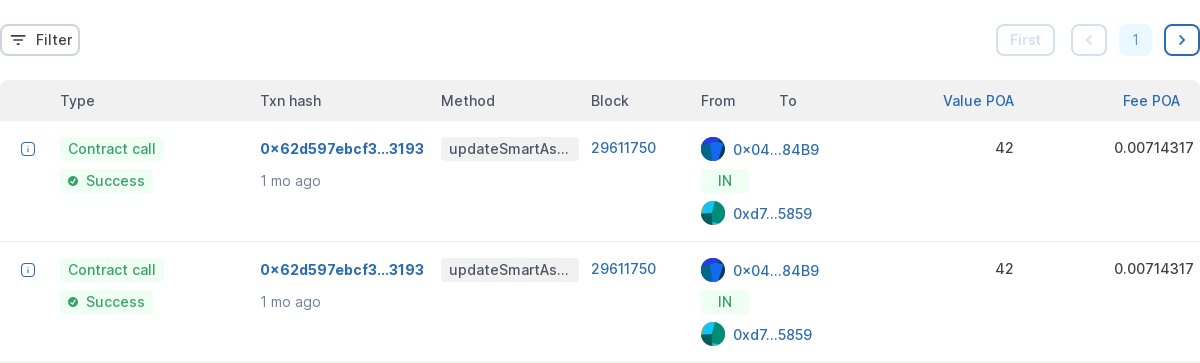 Filter
First
1
Type Txn hash Method Block From To Value POA Fee POA
Contract call 0x62d597ebcf3...3193 updateSmartAs... 29611750 0x04...84B9 42 0.00714317
Success 1 mo ago IN
0xd7...5859
Contract call 0x62d597ebcf3...3193 updateSmartAs... 29611750 0x04...84B9 42 0.00714317
Success 1 mo ago IN
0xd7...5859